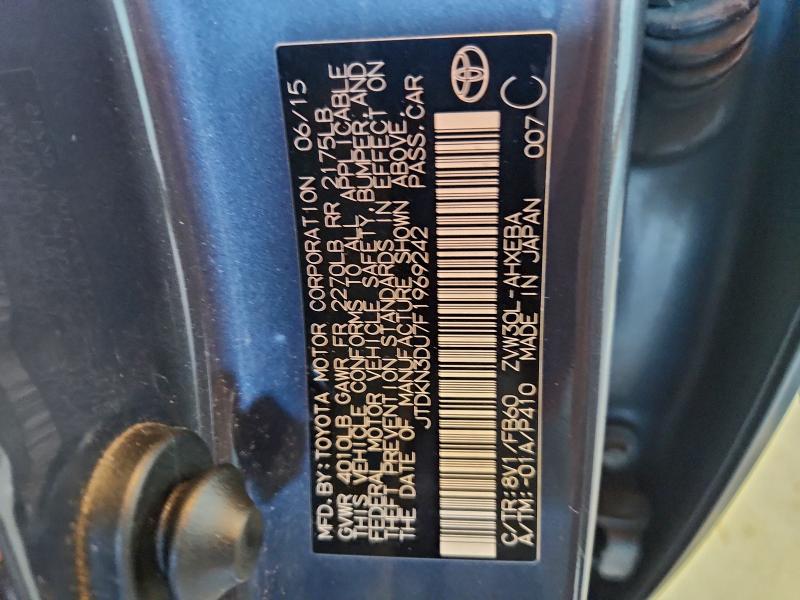 MFD. BY: TOYOTA MOTOR CORPORATION 06/15
GVWR 4010LB GAWR FR 2270LB RR 2175LB
THIS VEHICLE CONFORMS TO ALL APPLICABLE
FEDERAL MOTOR VEHICLE SAFETY, BUMPER, AND
THEFT PREVENTION STANDARDS IN EFFECT ON
THE DATE OF MANUFACTURE SHOWN ABOVE.
JTDKN3DU7F1969242 PASS. CAR
C/TR: 8V1/FB60 ZVW30L-AHXEBA
A/TM: -01A/P410 MADE IN JAPAN 007 C